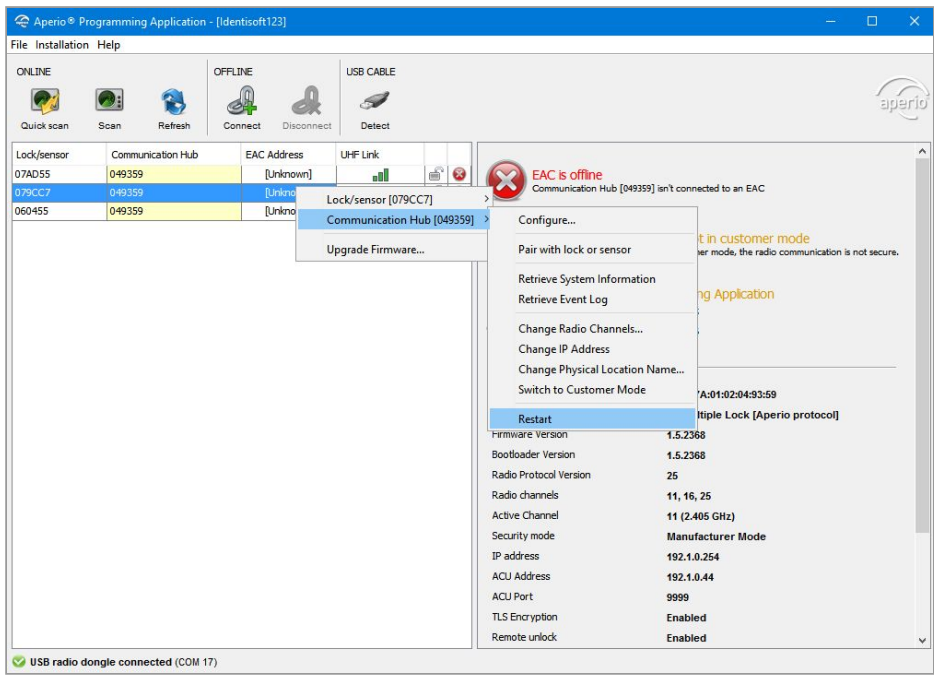 Aperio® Programming Application - [Identisoft123]
File Installation Help
ONLINE OFFLINE USB CABLE
aperio
Quick scan Scan Refresh Connect Disconnect Detect
Lock/sensor Communication Hub EAC Address UHF Link
07AD55 049359 [Unknown]
079CC7 049359 [Unkno
060455 049359 [Unkno
Lock/sensor [079CC7]
Communication Hub [049359]
Upgrade Firmware...
Configure...
Pair with lock or sensor
Retrieve System Information
Retrieve Event Log
Change Radio Channels...
Change IP Address
Change Physical Location Name...
Switch to Customer Mode
Restart
EAC is offline
Communication Hub [049359] isn't connected to an EAC
t in customer mode
er mode, the radio communication is not secure.
ng Application
A:01:02:04:93:59
ltiple Lock [Aperio protocol]
Firmware Version 1.5.2368
Bootloader Version 1.5.2368
Radio Protocol Version 25
Radio channels 11, 16, 25
Active Channel 11 (2.405 GHz)
Security mode Manufacturer Mode
IP address 192.1.0.254
ACU Address 192.1.0.44
ACU Port 9999
TLS Encryption Enabled
Remote unlock Enabled
USB radio dongle connected (COM 17)